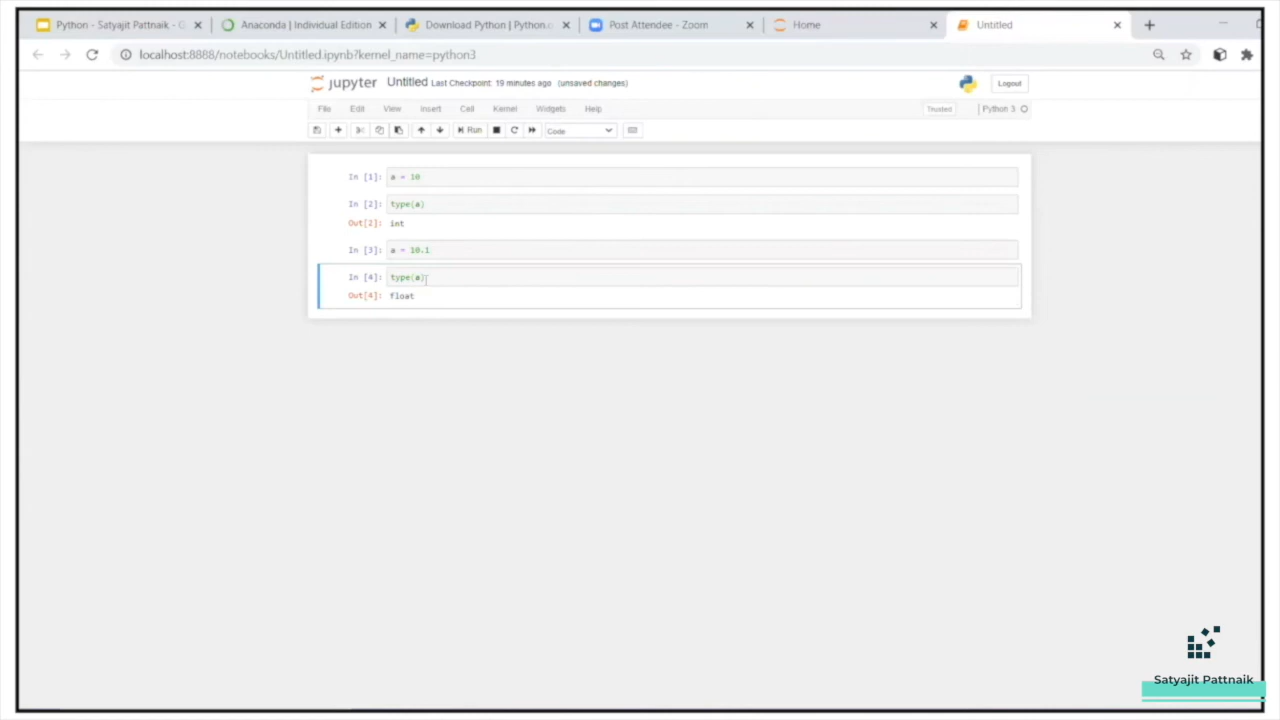 Python - Satyajit Pattnaik - G
Anaconda | Individual Edition
Download Python | Python.o
Post Attendee - Zoom
Home
Untitled
localhost:8888/notebooks/Untitled.ipynb?kernel_name=python3
jupyter Untitled Last Checkpoint: 19 minutes ago (unsaved changes)
Logout
File Edit View Insert Cell Kernel Widgets Help
Trusted
Python 3
Run
Code
In [1]: a = 10
In [2]: type(a)
Out[2]: int
In [3]: a = 10.1
In [4]: type(a)
Out[4]: float
Satyajit Pattnaik